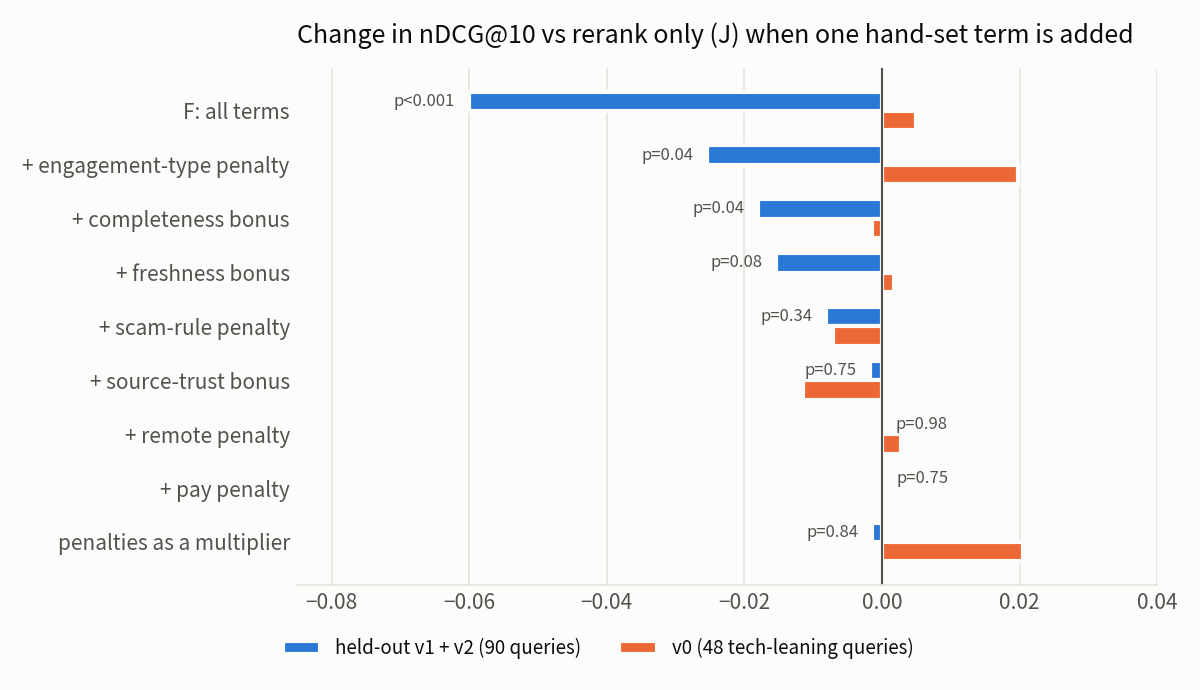 Change in nDCG@10 vs rerank only (J) when one hand-set term is added
F: all terms
p<0.001
+ engagement-type penalty
p=0.04
+ completeness bonus
p=0.04
+ freshness bonus
p=0.08
+ scam-rule penalty
p=0.34
+ source-trust bonus
p=0.75
+ remote penalty
p=0.98
+ pay penalty
p=0.75
penalties as a multiplier
p=0.84
−0.08 −0.06 −0.04 −0.02 0.00 0.02 0.04
held-out v1 + v2 (90 queries) v0 (48 tech-leaning queries)